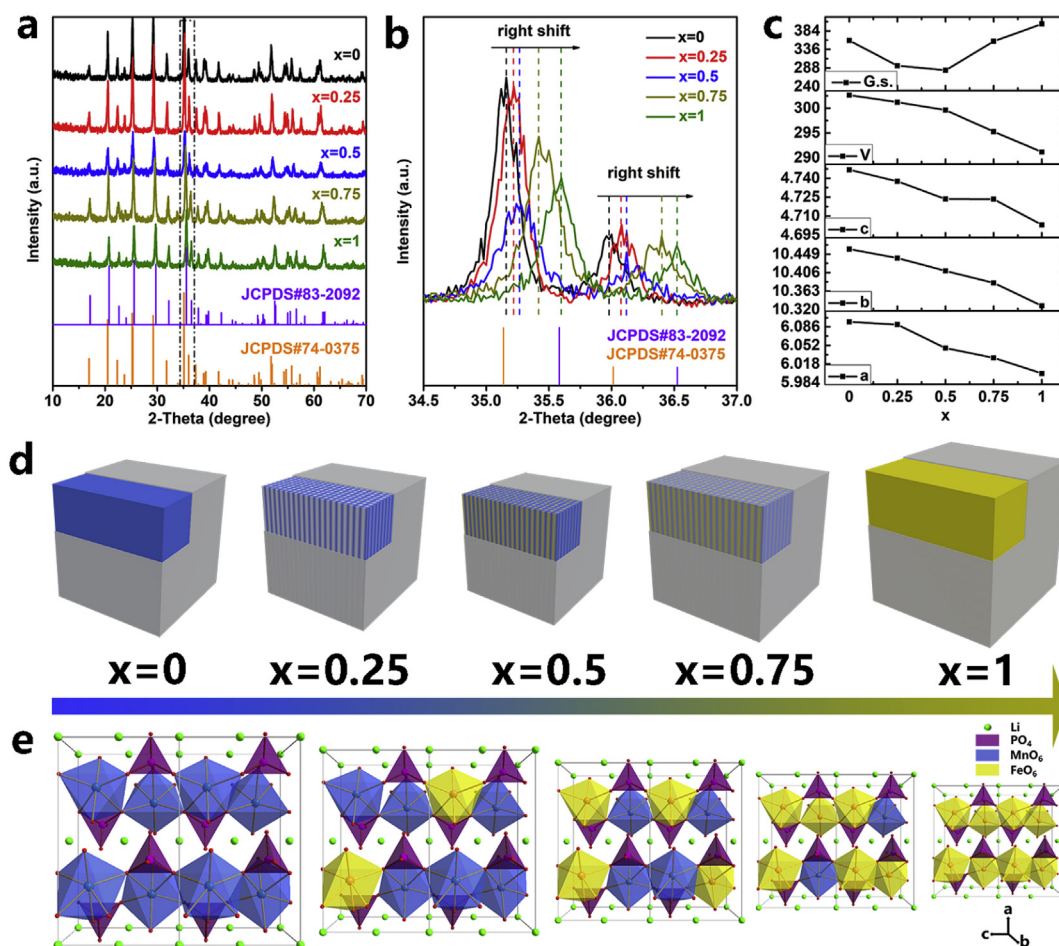 a
x=0
x=0.25
x=0.5
x=0.75
x=1
JCPDS#83-2092
JCPDS#74-0375
Intensity (a.u.)
10 20 30 40 50 60 70
2-Theta (degree)
b
right shift
x=0
x=0.25
x=0.5
x=0.75
x=1
right shift
JCPDS#83-2092
JCPDS#74-0375
Intensity (a.u.)
34.5 35.0 35.5 36.0 36.5 37.0
2-Theta (degree)
c
384
336
288
240
G.s.
300
295
290
V
4.740
4.725
4.710
4.695
c
10.449
10.406
10.363
10.320
b
6.086
6.052
6.018
5.984
a
0 0.25 0.5 0.75 1
x
d
x=0 x=0.25 x=0.5 x=0.75 x=1
e
Li
PO4
MnO6
FeO6
a
c
b